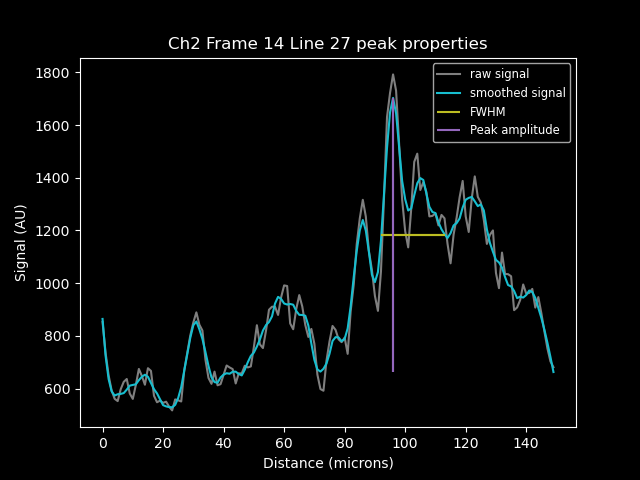 Ch2 Frame 14 Line 27 peak properties
raw signal
smoothed signal
FWHM
Peak amplitude
Signal (AU)
1800
1600
1400
1200
1000
800
600
0 20 40 60 80 100 120 140
Distance (microns)